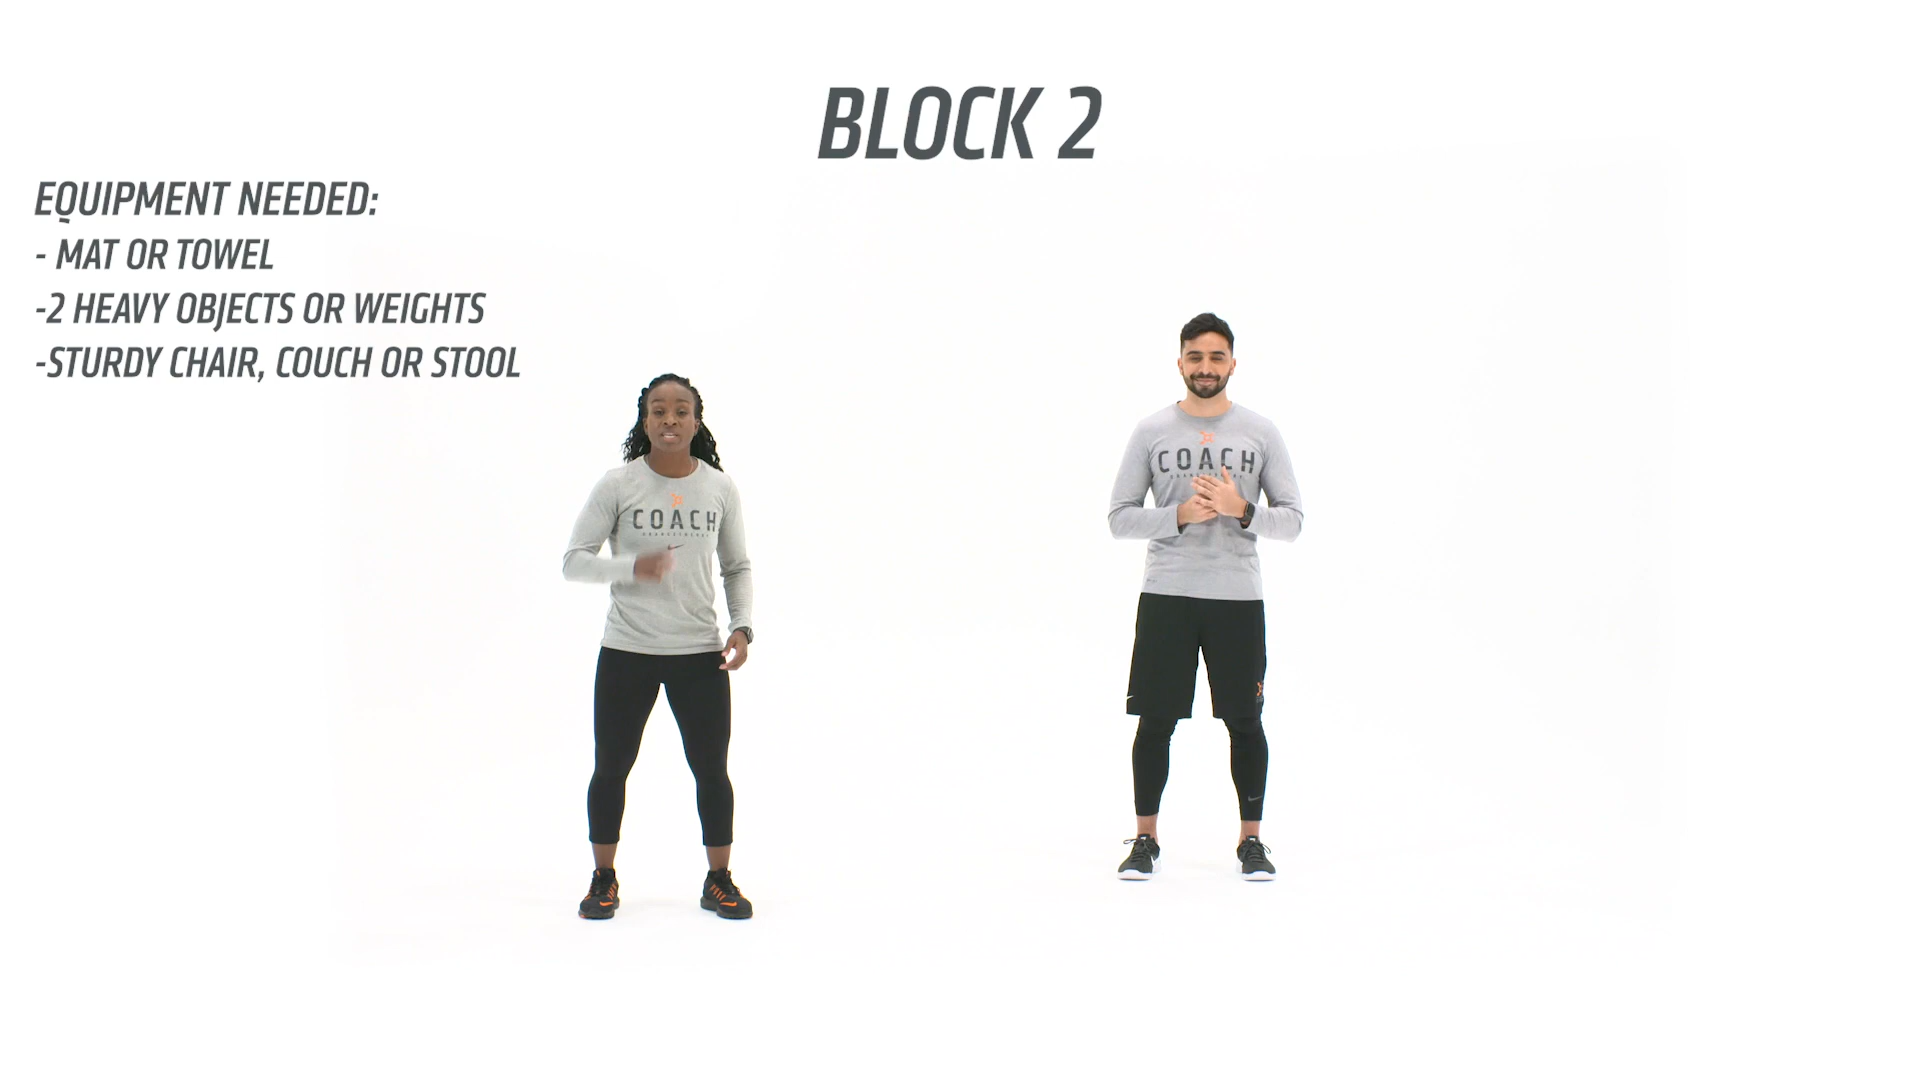 BLOCK 2
EQUIPMENT NEEDED:
- MAT OR TOWEL
-2 HEAVY OBJECTS OR WEIGHTS
-STURDY CHAIR, COUCH OR STOOL
COACH
COACH